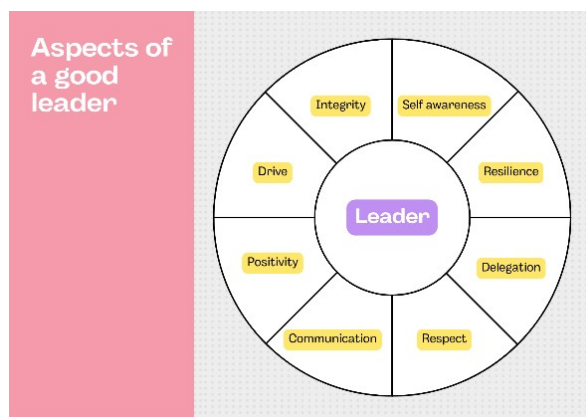 Aspects of
a good
leader
Integrity
Self awareness
Drive
Resilience
Leader
Positivity
Delegation
Communication
Respect